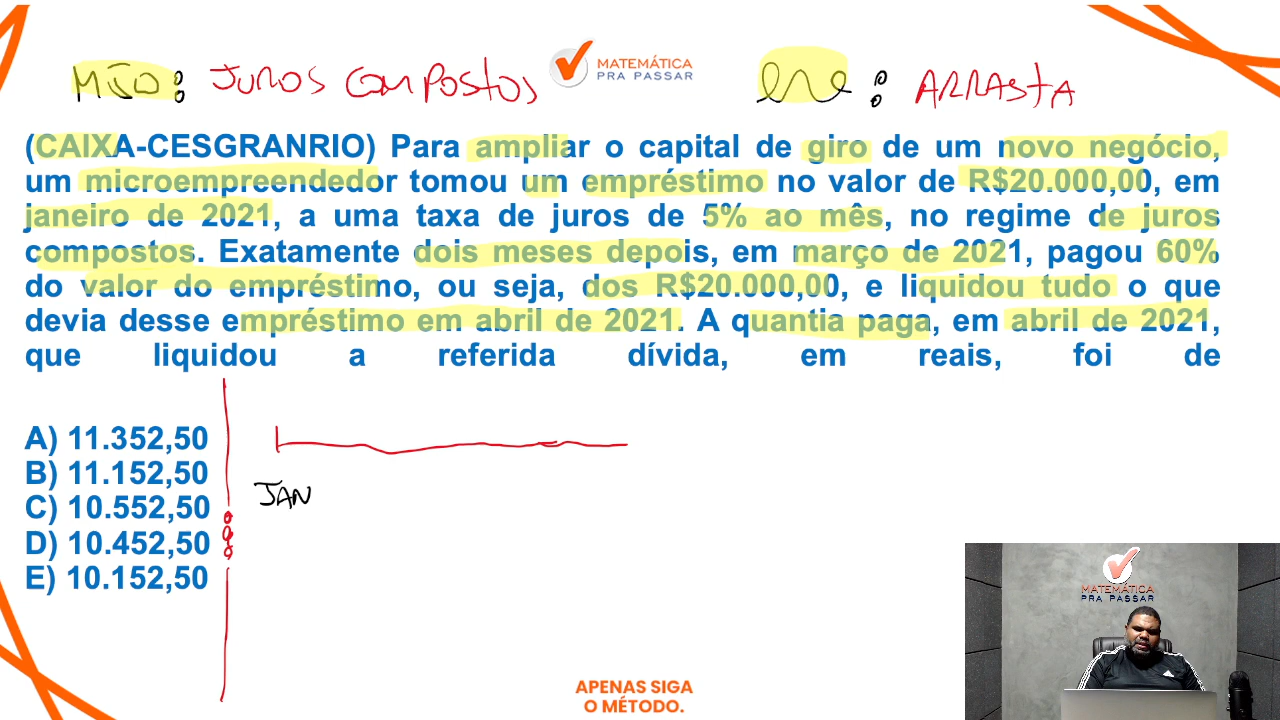 MJO: JUROS COMPOSTOS
MATEMÁTICA
PRA PASSAR
: ARRASTA
(CAIXA-CESGRANRIO) Para ampliar o capital de giro de um novo negócio,
um microempreendedor tomou um empréstimo no valor de R$20.000,00, em
janeiro de 2021, a uma taxa de juros de 5% ao mês, no regime de juros
compostos. Exatamente dois meses depois, em março de 2021, pagou 60%
do valor do empréstimo, ou seja, dos R$20.000,00, e liquidou tudo o que
devia desse empréstimo em abril de 2021. A quantia paga, em abril de 2021,
que liquidou a referida dívida, em reais, foi de
A) 11.352,50
B) 11.152,50
C) 10.552,50
D) 10.452,50
E) 10.152,50
JAN
MATEMÁTICA
PRA PASSAR
APENAS SIGA
O MÉTODO.